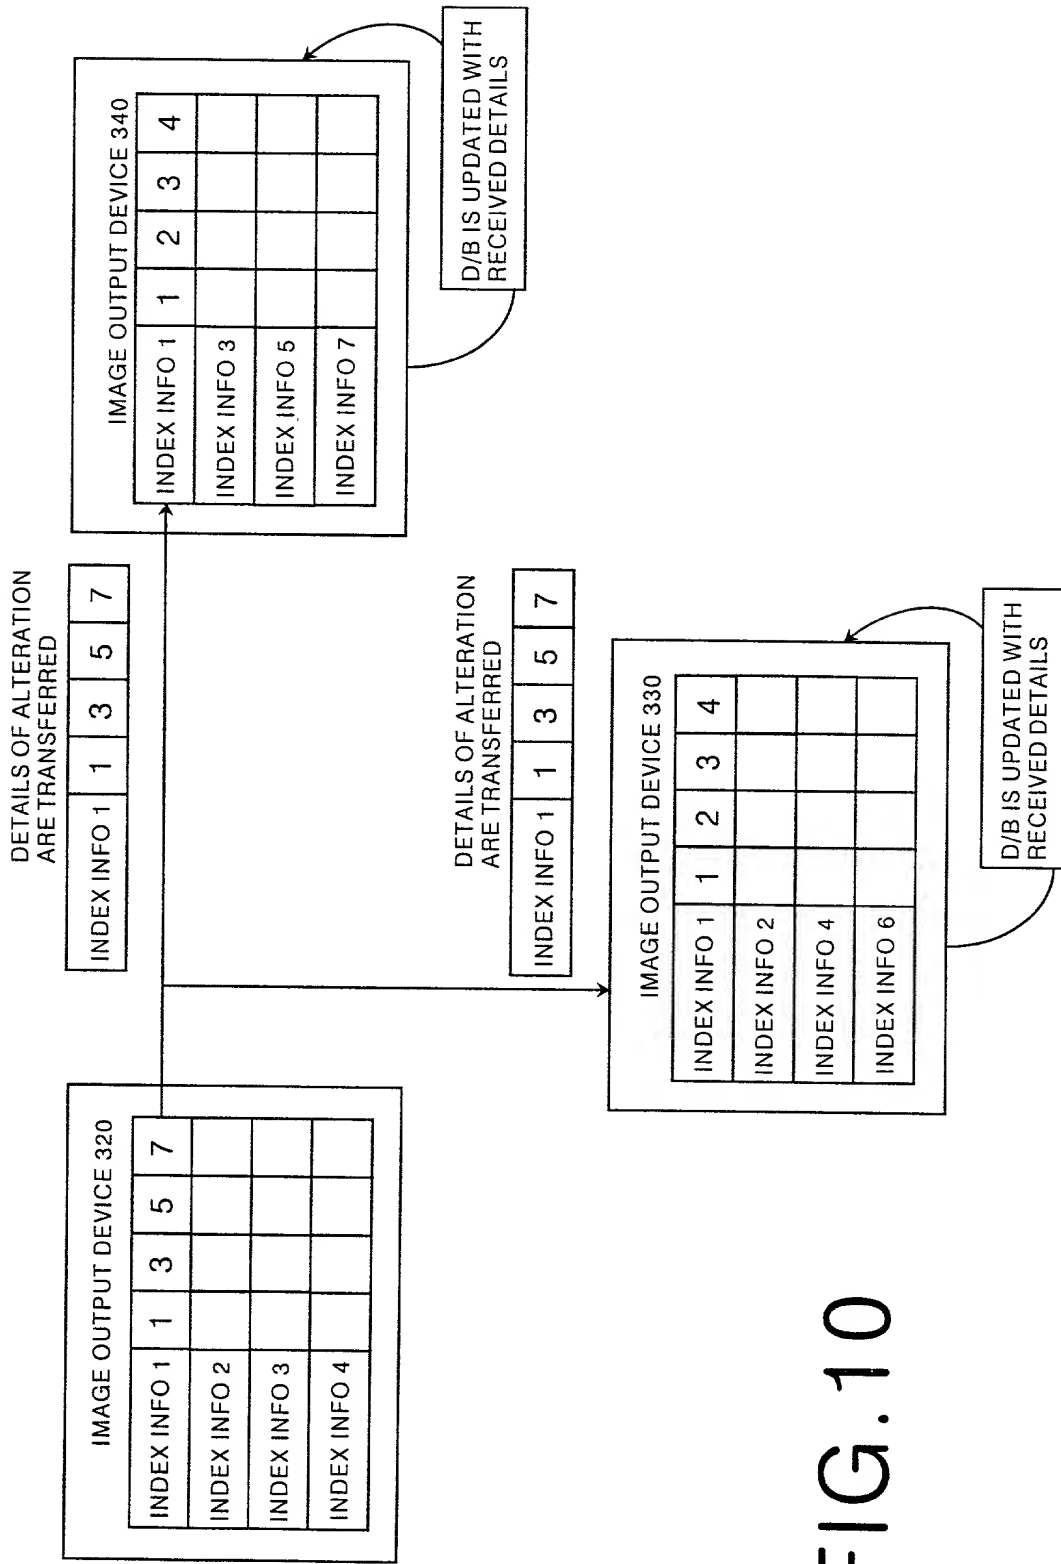 IMAGE OUTPUT DEVICE 320
INDEX INFO 1 1 3 5 7
INDEX INFO 2
INDEX INFO 3
INDEX INFO 4
DETAILS OF ALTERATION
ARE TRANSFERRED
INDEX INFO 1 1 3 5 7
IMAGE OUTPUT DEVICE 340
INDEX INFO 1 1 2 3 4
INDEX INFO 3
INDEX INFO 5
INDEX INFO 7
D/B IS UPDATED WITH
RECEIVED DETAILS
DETAILS OF ALTERATION
ARE TRANSFERRED
INDEX INFO 1 1 3 5 7
IMAGE OUTPUT DEVICE 330
INDEX INFO 1 1 2 3 4
INDEX INFO 2
INDEX INFO 4
INDEX INFO 6
D/B IS UPDATED WITH
RECEIVED DETAILS
FIG.10